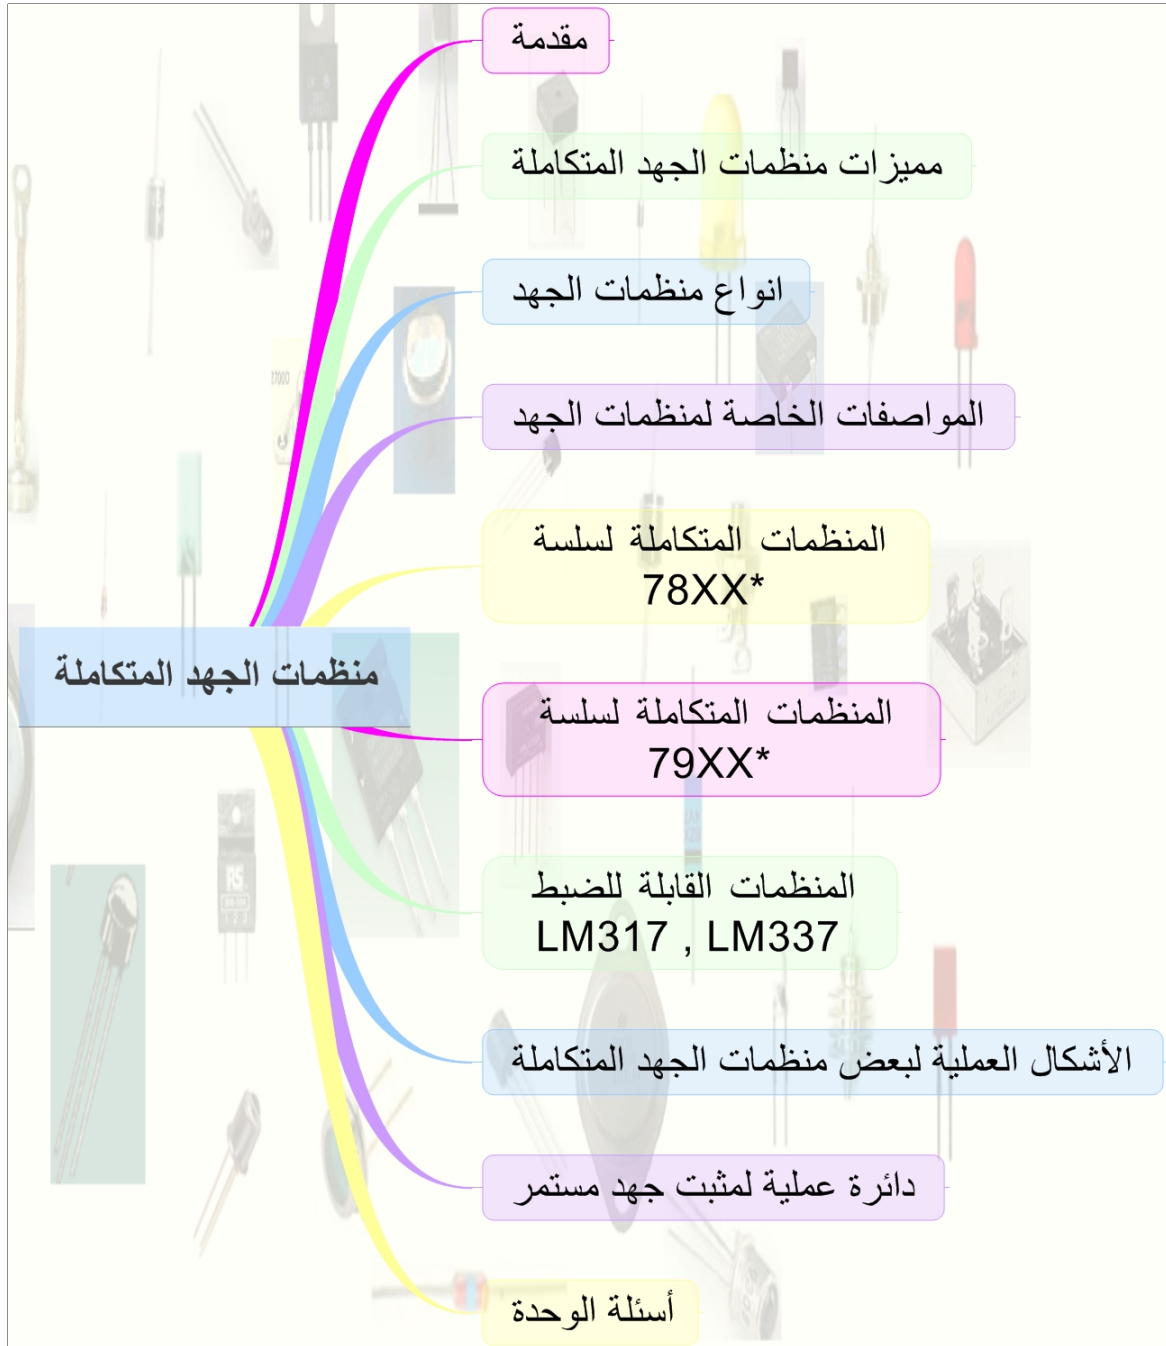 مقدمة
مميزات منظمات الجهد المتكاملة
انواع منظمات الجهد
المواصفات الخاصة لمنظمات الجهد
المنظمات المتكاملة لسلسة
78XX*
منظمات الجهد المتكاملة
المنظمات المتكاملة لسلسة
79XX*
المنظمات القابلة للضبط
LM317 , LM337
الأشكال العملية لبعض منظمات الجهد المتكاملة
دائرة عملية لمثبت جهد مستمر
أسئلة الوحدة
RS